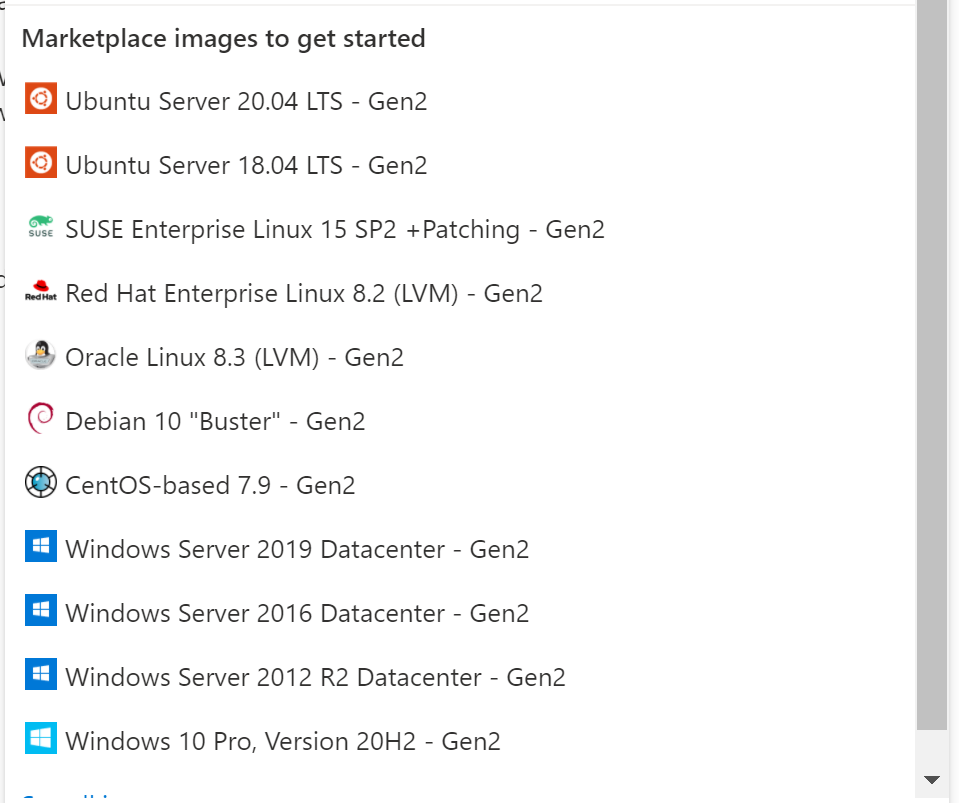 Marketplace images to get started
Ubuntu Server 20.04 LTS - Gen2
Ubuntu Server 18.04 LTS - Gen2
SUSE
SUSE Enterprise Linux 15 SP2 +Patching - Gen2
Red Hat
Red Hat Enterprise Linux 8.2 (LVM) - Gen2
Oracle Linux 8.3 (LVM) - Gen2
Debian 10 "Buster" - Gen2
CentOS-based 7.9 - Gen2
Windows Server 2019 Datacenter - Gen2
Windows Server 2016 Datacenter - Gen2
Windows Server 2012 R2 Datacenter - Gen2
Windows 10 Pro, Version 20H2 - Gen2